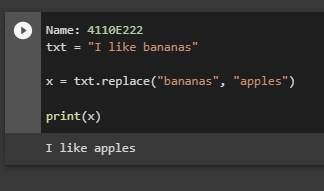 Name: 4110E222
txt = "I like bananas"
x = txt.replace("bananas", "apples")
print(x)
I like apples